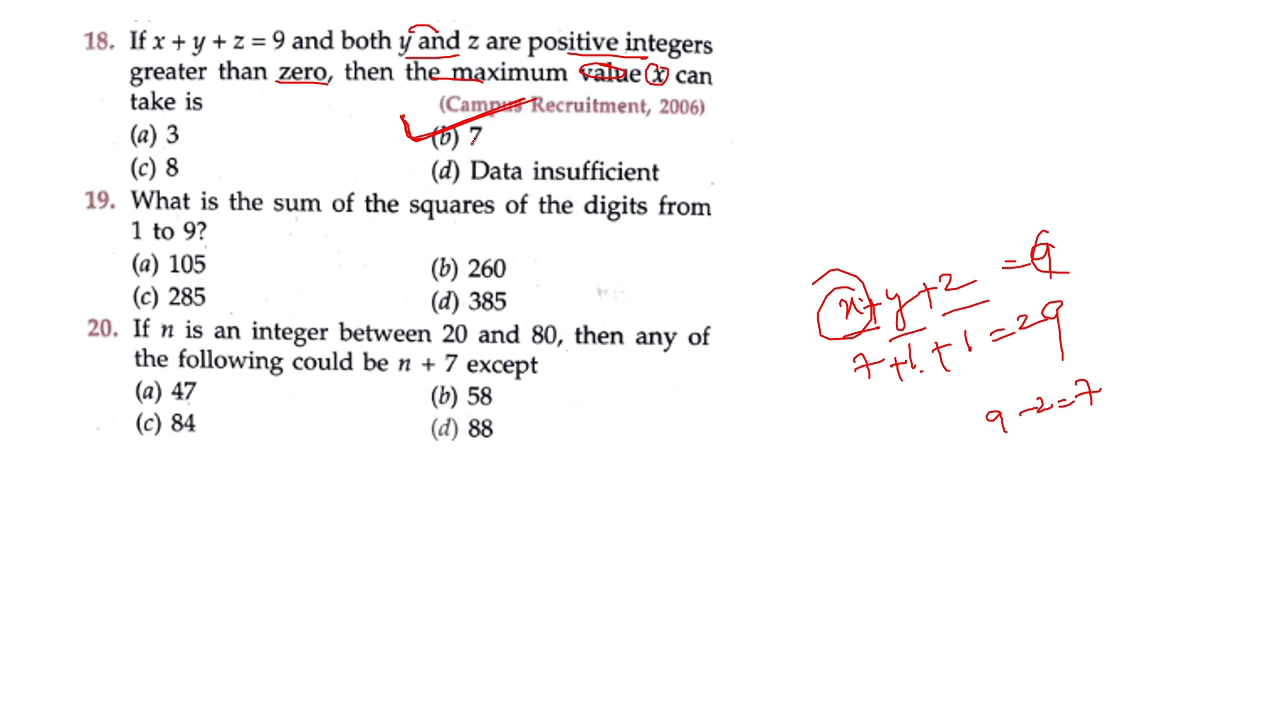 18. If x + y + z = 9 and both y and z are positive integers
greater than zero, then the maximum value x can
take is (Campus Recruitment, 2006)
(a) 3 (b) 7
(c) 8 (d) Data insufficient
19. What is the sum of the squares of the digits from
1 to 9?
(a) 105 (b) 260
(c) 285 (d) 385
20. If n is an integer between 20 and 80, then any of
the following could be n + 7 except
(a) 47 (b) 58
(c) 84 (d) 88
x + y + z = 9
7 + 1 + 1 = 9
9 - 2 = 7